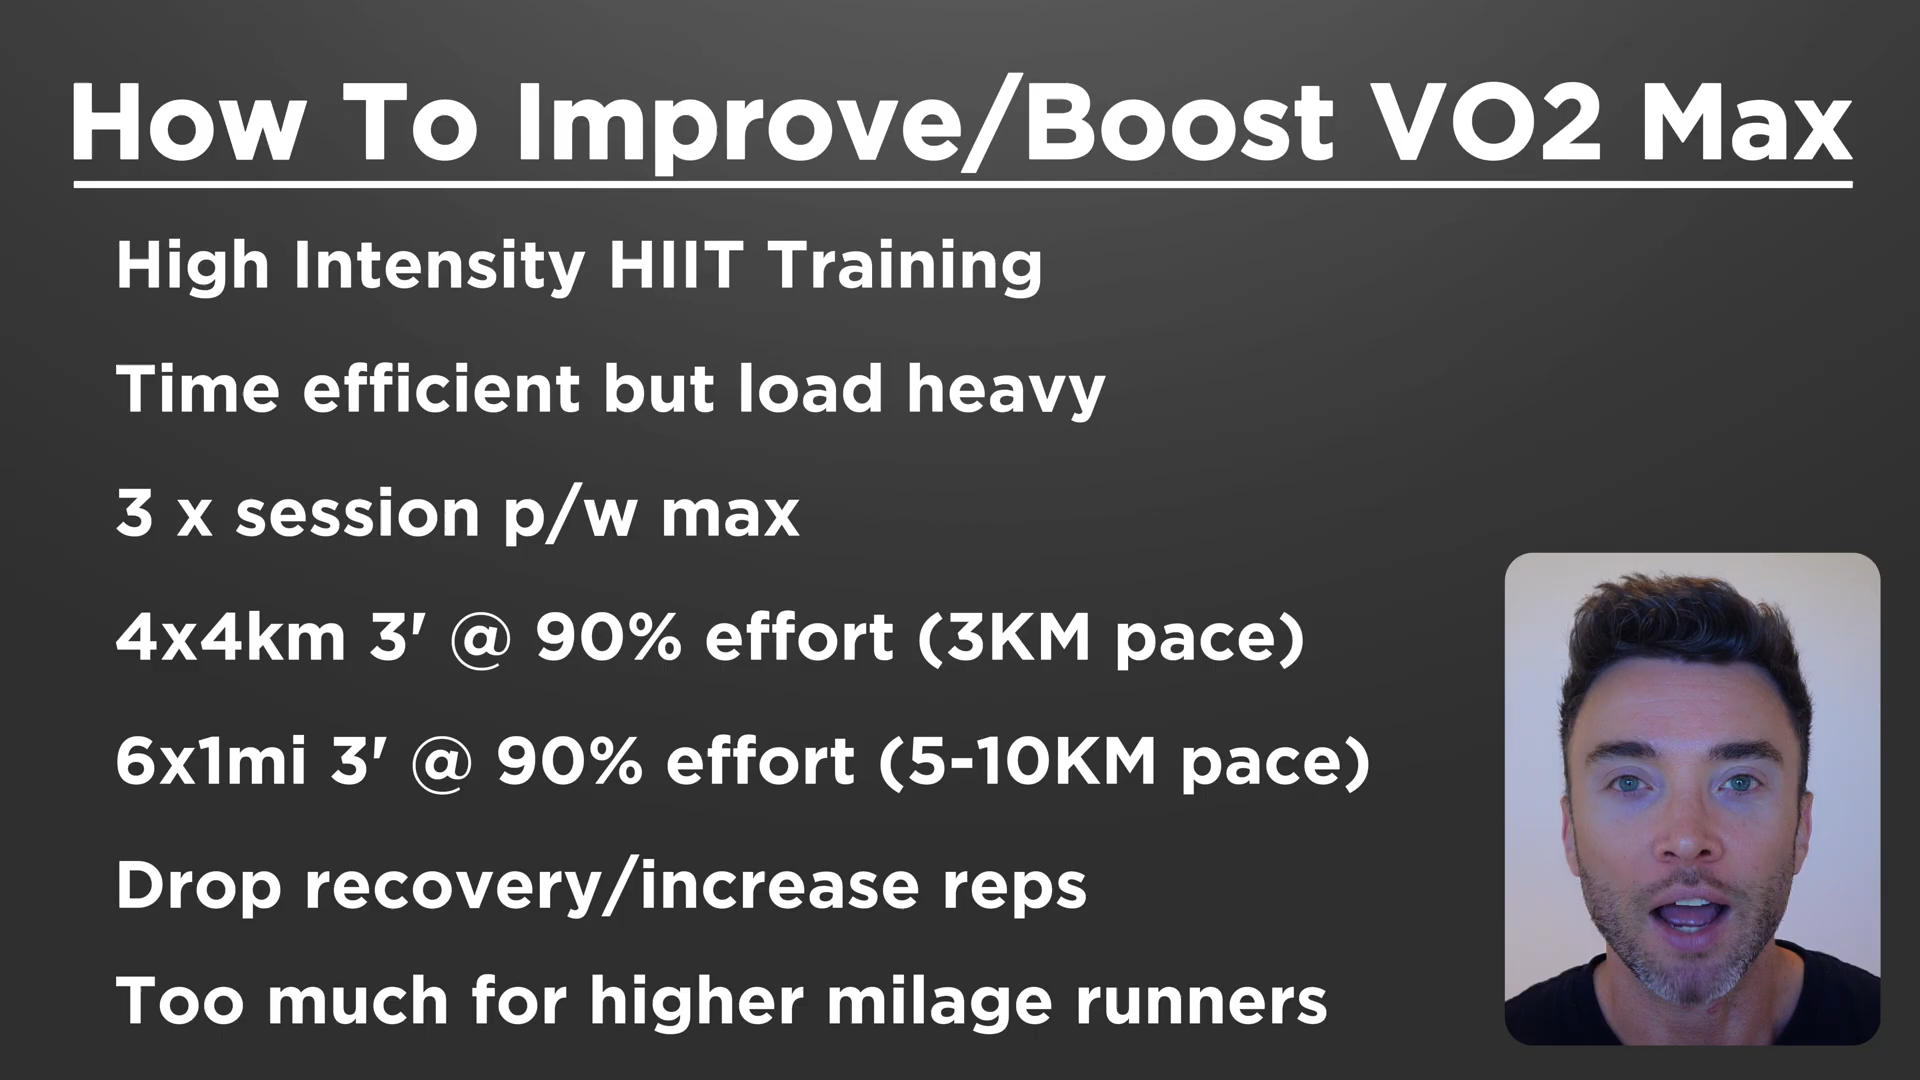 How To Improve/Boost VO2 Max
High Intensity HIIT Training
Time efficient but load heavy
3 x session p/w max
4x4km 3' @ 90% effort (3KM pace)
6x1mi 3' @ 90% effort (5-10KM pace)
Drop recovery/increase reps
Too much for higher milage runners